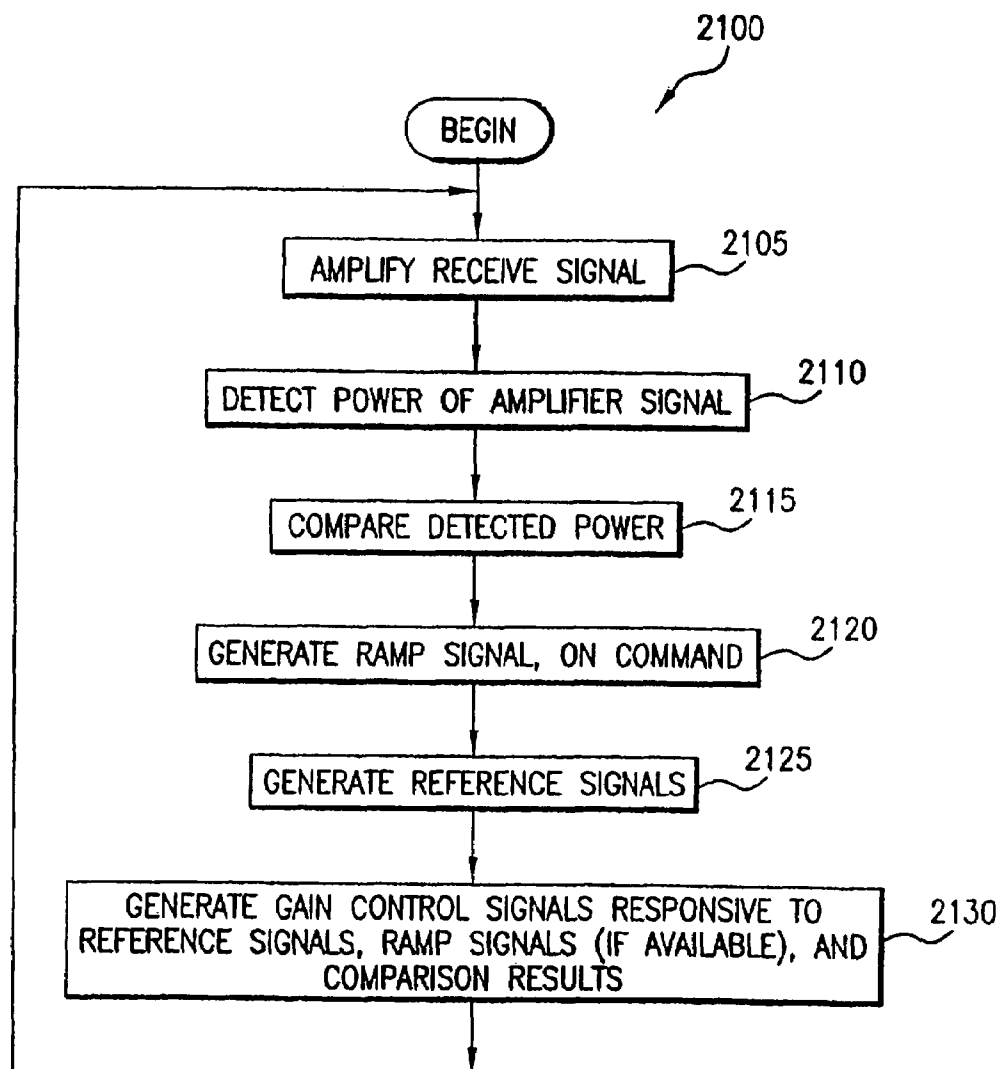 2100
BEGIN
AMPLIFY RECEIVE SIGNAL
2105
DETECT POWER OF AMPLIFIER SIGNAL
2110
COMPARE DETECTED POWER
2115
GENERATE RAMP SIGNAL, ON COMMAND
2120
GENERATE REFERENCE SIGNALS
2125
GENERATE GAIN CONTROL SIGNALS RESPONSIVE TO
REFERENCE SIGNALS, RAMP SIGNALS (IF AVAILABLE), AND
COMPARISON RESULTS
2130